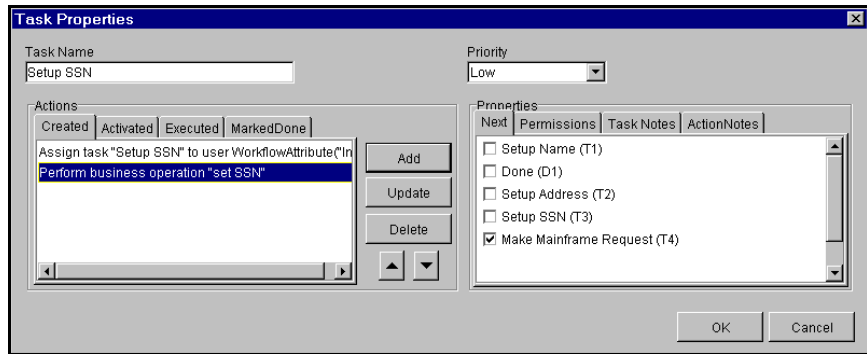 Task Properties
Task Name
Priority
Setup SSN
Low
Actions
Properties
Created Activated Executed MarkedDone
Next Permissions Task Notes ActionNotes
Assign task "Setup SSN" to user WorkflowAttribute("In
Perform business operation "set SSN"
Add
Update
Delete
Setup Name (T1)
Done (D1)
Setup Address (T2)
Setup SSN (T3)
Make Mainframe Request (T4)
OK
Cancel